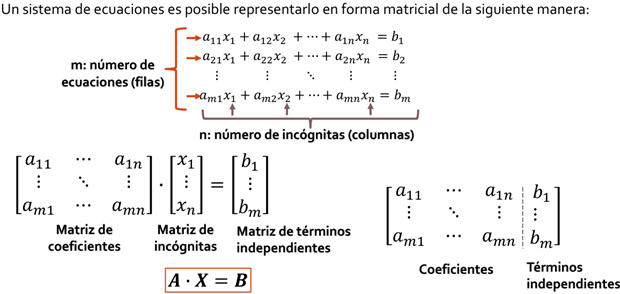 Un sistema de ecuaciones es posible representarlo en forma matricial de la siguiente manera:
a₁₁x₁ + a₁₂x₂ + ⋯ + a₁ₙxₙ = b₁
a₂₁x₁ + a₂₂x₂ + ⋯ + a₂ₙxₙ = b₂
⋮ ⋮ ⋱ ⋮ ⋮
aₘ₁x₁ + aₘ₂x₂ + ⋯ + aₘₙxₙ = bₘ
m: número de
ecuaciones (filas)
n: número de incógnitas (columnas)
[a₁₁ ⋯ a₁ₙ] [x₁] [b₁]
[⋮ ⋱ ⋮] · [⋮] = [⋮]
[aₘ₁ ⋯ aₘₙ] [xₙ] [bₘ]
Matriz de
coeficientes
Matriz de
incógnitas
Matriz de términos
independientes
A · X = B
[a₁₁ ⋯ a₁ₙ | b₁]
[⋮ ⋱ ⋮ | ⋮]
[aₘ₁ ⋯ aₘₙ | bₘ]
Coeficientes
Términos
independientes